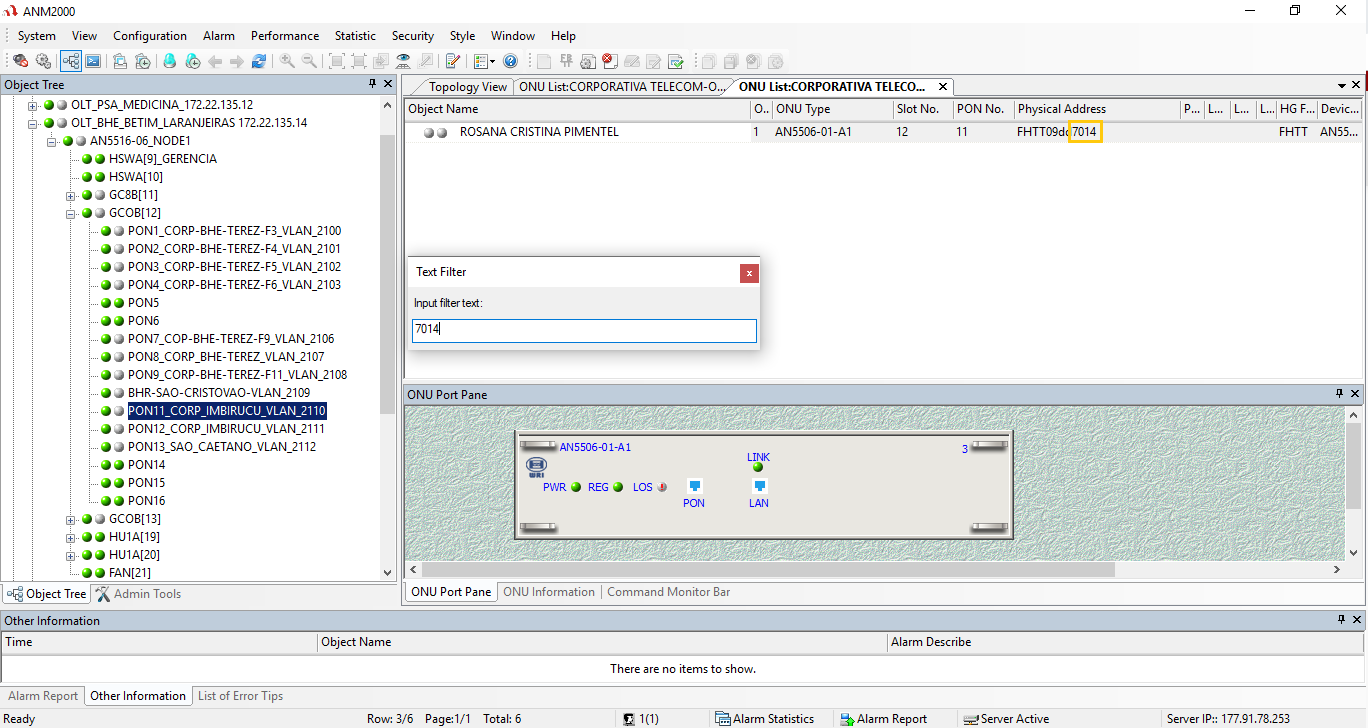 ANM2000
System View Configuration Alarm Performance Statistic Security Style Window Help
Object Tree
OLT_PSA_MEDICINA_172.22.135.12
OLT_BHE_BETIM_LARANJEIRAS 172.22.135.14
AN5516-06_NODE1
HSWA[9]_GERENCIA
HSWA[10]
GC8B[11]
GCOB[12]
PON1_CORP-BHE-TEREZ-F3_VLAN_2100
PON2_CORP-BHE-TEREZ-F4_VLAN_2101
PON3_CORP-BHE-TEREZ-F5_VLAN_2102
PON4_CORP-BHE-TEREZ-F6_VLAN_2103
PON5
PON6
PON7_COP-BHE-TEREZ-F9_VLAN_2106
PON8_CORP_BHE-TEREZ_VLAN_2107
PON9_CORP-BHE-TEREZ-F11_VLAN_2108
BHR-SAO-CRISTOVAO-VLAN_2109
PON11_CORP_IMBIRUCU_VLAN_2110
PON12_CORP_IMBIRUCU_VLAN_2111
PON13_SAO_CAETANO_VLAN_2112
PON14
PON15
PON16
GCOB[13]
HU1A[19]
HU1A[20]
FAN[21]
Object Tree Admin Tools
Topology View ONU List:CORPORATIVA TELECOM-O... ONU List:CORPORATIVA TELECO...
Object Name O.. ONU Type Slot No. PON No. Physical Address P... L... L... L... HG F... Devic...
ROSANA CRISTINA PIMENTEL 1 AN5506-01-A1 12 11 FHTT09dc7014 FHTT AN55...
Text Filter
x
Input filter text:
7014
ONU Port Pane
AN5506-01-A1 3
WRI
LINK
PWR REG LOS
PON LAN
ONU Port Pane ONU Information Command Monitor Bar
Other Information
Time Object Name Alarm Describe
There are no items to show.
Alarm Report Other Information List of Error Tips
Ready Row: 3/6 Page:1/1 Total: 6 1(1) Alarm Statistics Alarm Report Server Active Server IP:: 177.91.78.253